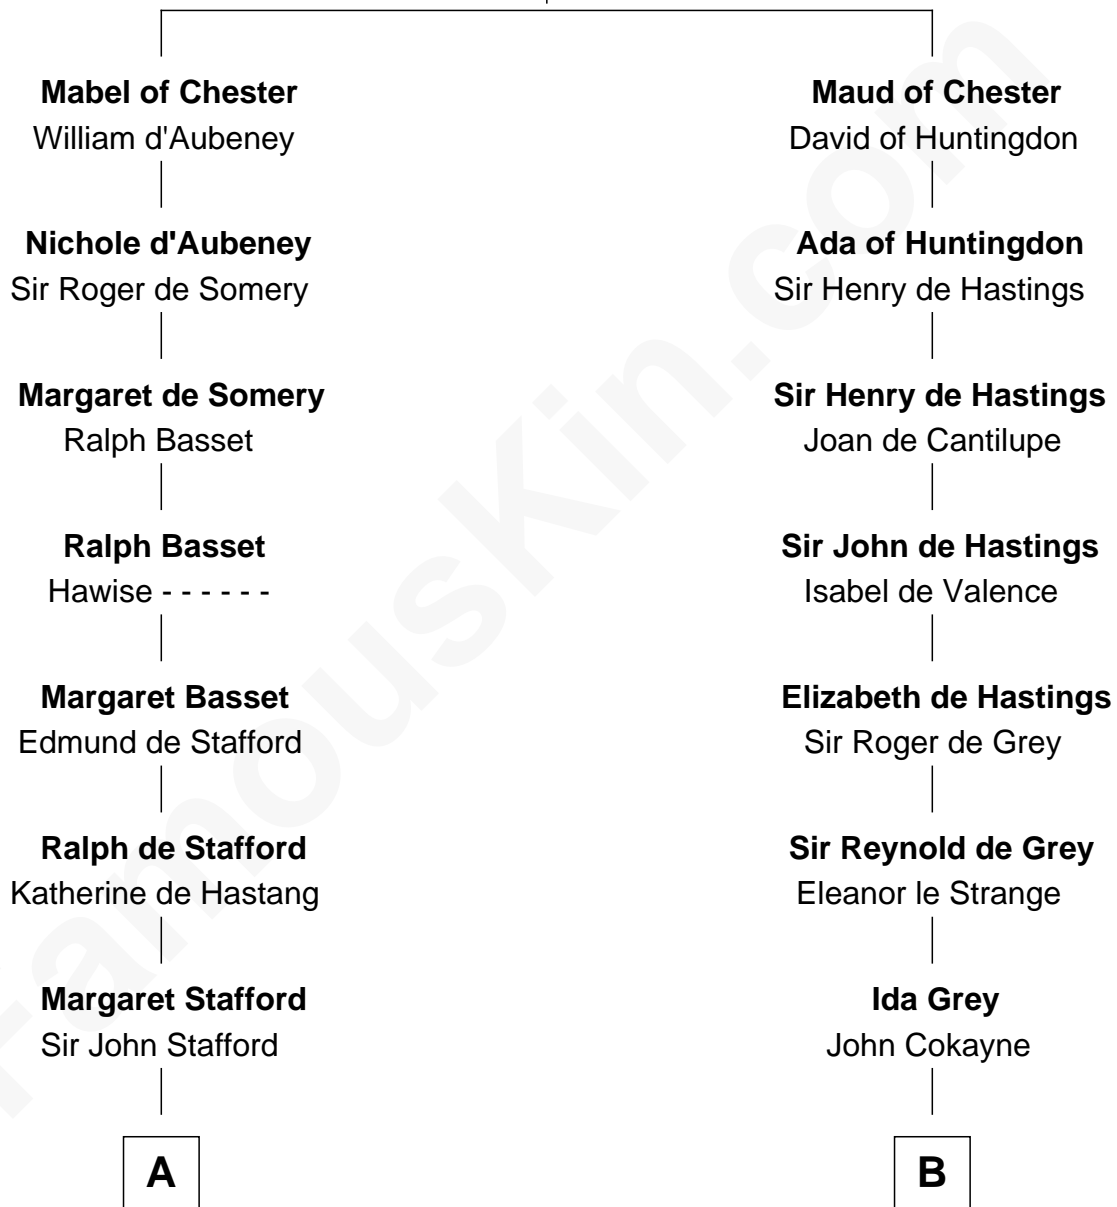 Mabel of Chester
William d'Aubeney
Nichole d'Aubeney
Sir Roger de Somery
Margaret de Somery
Ralph Basset
Ralph Basset
Hawise - - - - - -
Margaret Basset
Edmund de Stafford
Ralph de Stafford
Katherine de Hastang
Margaret Stafford
Sir John Stafford
A
Maud of Chester
David of Huntingdon
Ada of Huntingdon
Sir Henry de Hastings
Sir Henry de Hastings
Joan de Cantilupe
Sir John de Hastings
Isabel de Valence
Elizabeth de Hastings
Sir Roger de Grey
Sir Reynold de Grey
Eleanor le Strange
Ida Grey
John Cokayne
B
FamousKin.com